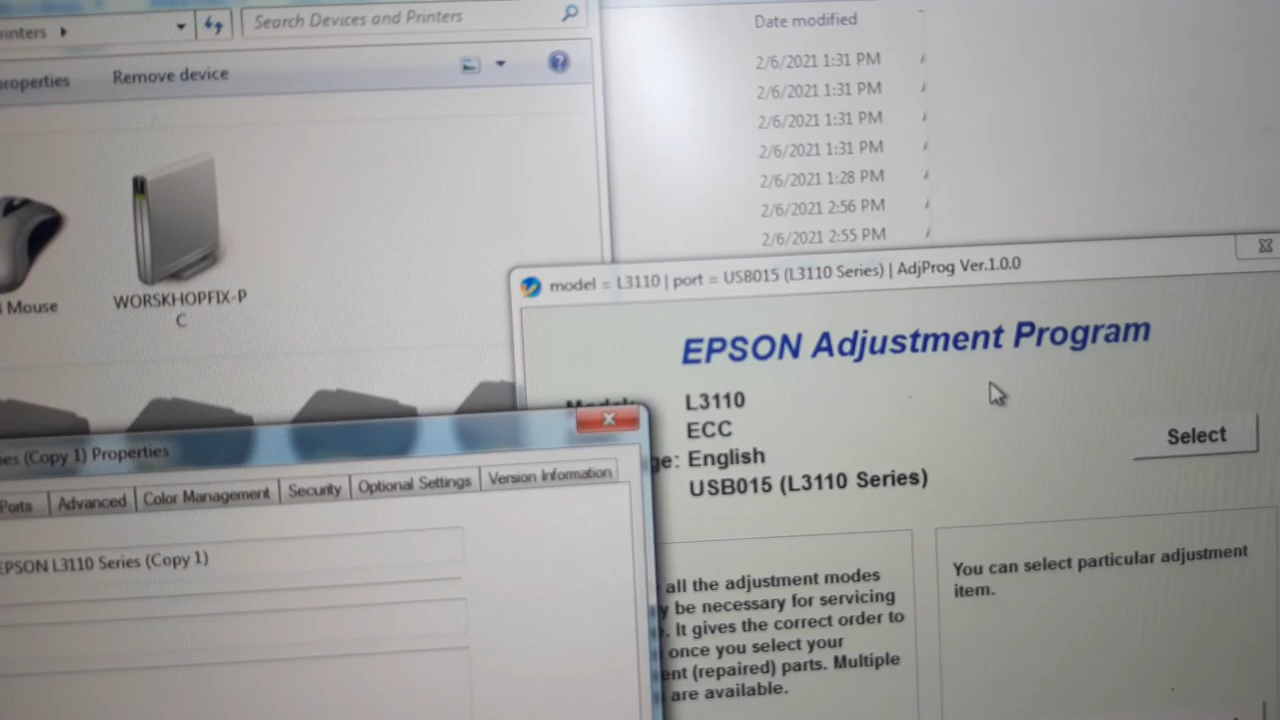 Search Devices and Printers
Remove device
Date modified
2/6/2021 1:31 PM
2/6/2021 1:31 PM
2/6/2021 1:31 PM
2/6/2021 1:31 PM
2/6/2021 1:28 PM
2/6/2021 2:56 PM
2/6/2021 2:55 PM
Mouse
WORSKHOPFIX-P
C
model = L3110 | port = USB015 (L3110 Series) | AdjProg Ver.1.0.0
EPSON Adjustment Program
L3110
ECC
English
USB015 (L3110 Series)
Select
(Copy 1) Properties
Ports
Advanced
Color Management
Security
Optional Settings
Version Information
EPSON L3110 Series (Copy 1)
all the adjustment modes
be necessary for servicing
It gives the correct order to
once you select your
(repaired) parts. Multiple
are available.
You can select particular adjustment
item.